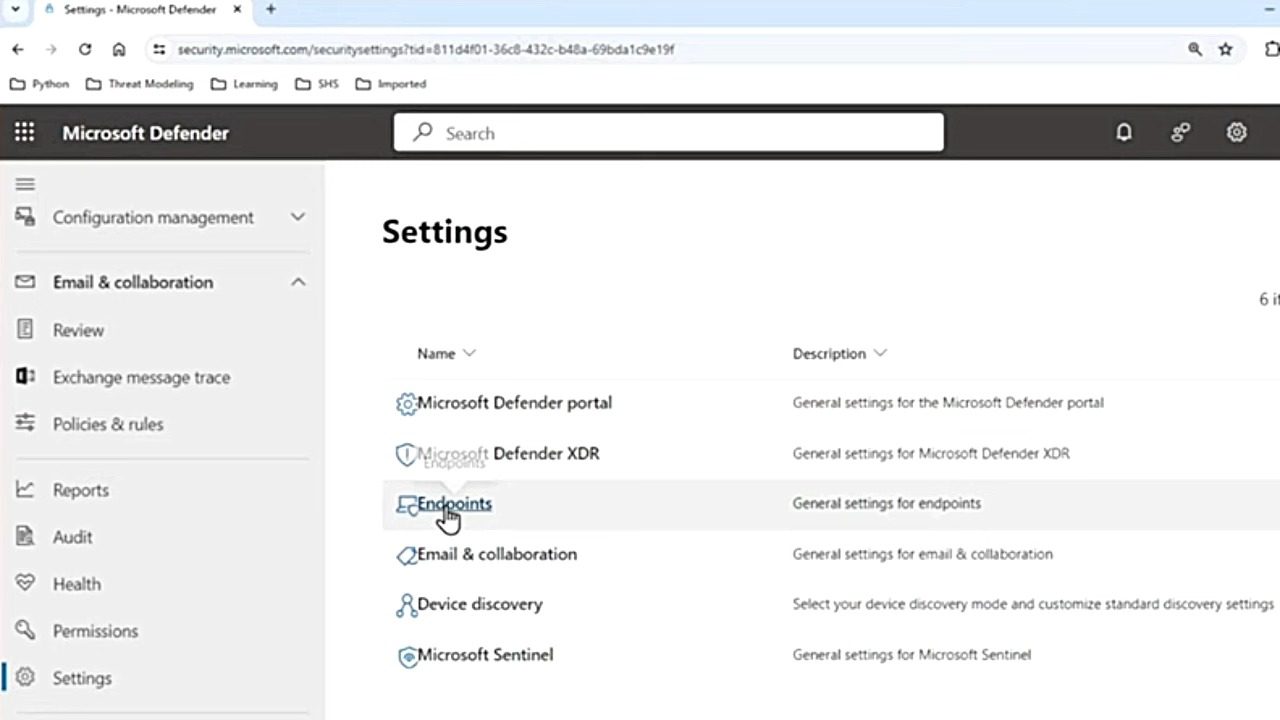 Settings - Microsoft Defender
security.microsoft.com/securitysettings?tid=811d4f01-36c8-432c-b48a-69bda1c9e19f
Python Threat Modeling Learning SHS Imported
Microsoft Defender Search
Configuration management
Email & collaboration
Review
Exchange message trace
Policies & rules
Reports
Audit
Health
Permissions
Settings
Settings
6
Name Description
Microsoft Defender portal General settings for the Microsoft Defender portal
Microsoft Defender XDR General settings for Microsoft Defender XDR
Endpoints
Endpoints General settings for endpoints
Email & collaboration General settings for email & collaboration
Device discovery Select your device discovery mode and customize standard discovery settings
Microsoft Sentinel General settings for Microsoft Sentinel